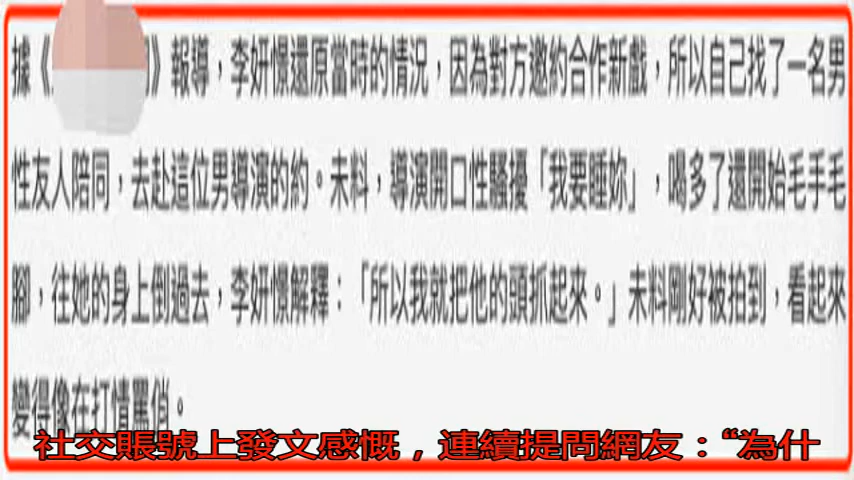 據《》報導，李妍憬還原當時的情況，因為對方邀約合作新戲，所以自己找了一名男
性友人陪同，去赴這位男導演的約。未料，導演開口性騷擾「我要睡妳」，喝多了還開始毛手毛
腳，往她的身上倒過去，李妍憬解釋：「所以我就把他的頭抓起來。」未料剛好被拍到，看起來
變得像在打情罵俏。
社交賬號上發文感慨，連續提問網友：“為什